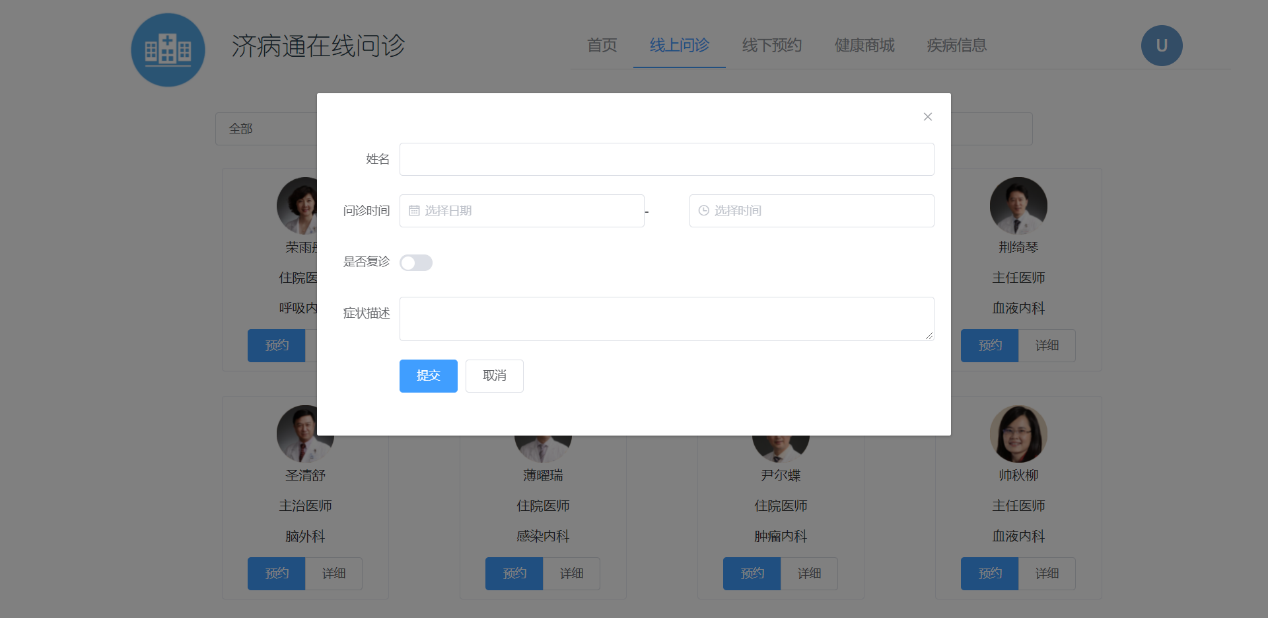 济病通在线问诊
首页 线上问诊 线下预约 健康商城 疾病信息
U
全部
姓名
问诊时间 选择日期 - 选择时间
是否复诊
症状描述
提交 取消
荆绮琴
住院医 主任医师
呼吸内 血液内科
预约 预约 详细
圣清舒 薄曜瑞 尹尔蝶 帅秋柳
主治医师 住院医师 住院医师 主任医师
脑外科 感染内科 肿瘤内科 血液内科
预约 详细 预约 详细 预约 详细 预约 详细